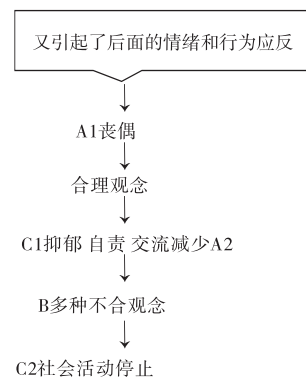 又引起了后面的情绪和行为应反
A1丧偶
合理观念
C1抑郁 自责 交流减少A2
B多种不合观念
C2社会活动停止